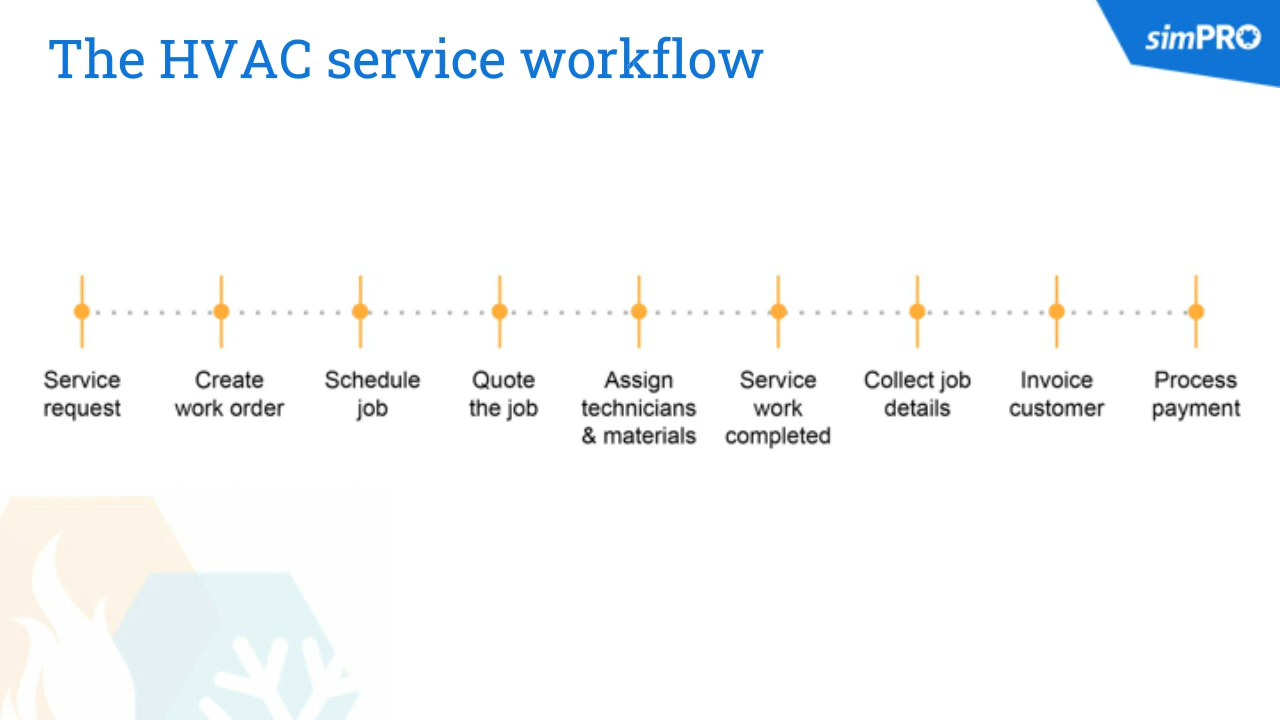 The HVAC service workflow
simPRO
Service
request
Create
work order
Schedule
job
Quote
the job
Assign
technicians
& materials
Service
work
completed
Collect job
details
Invoice
customer
Process
payment